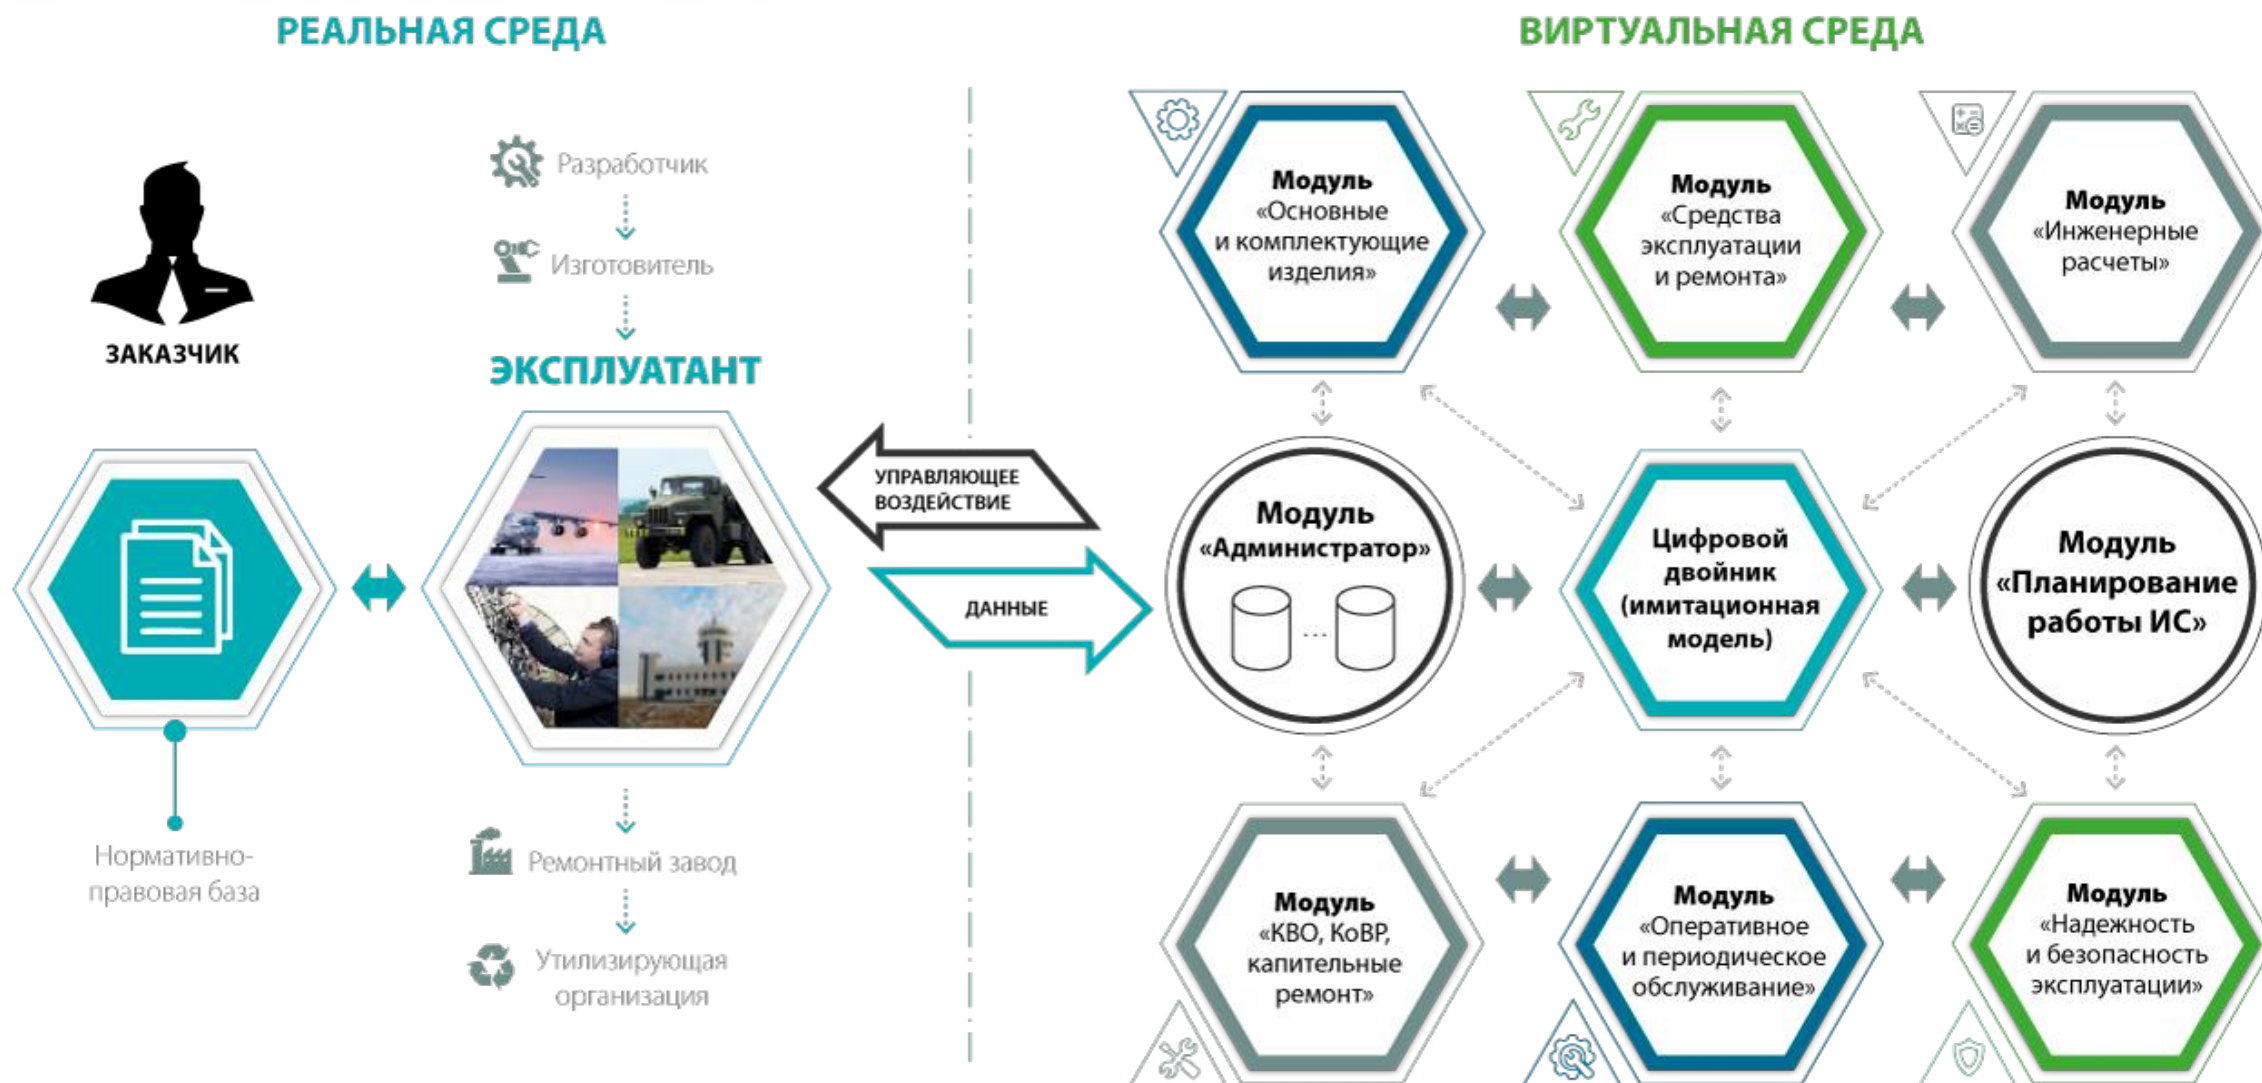 РЕАЛЬНАЯ СРЕДА
ЗАКАЗЧИК
Разработчик
Изготовитель
ЭКСПЛУАТАНТ
Нормативно-
правовая база
Ремонтный завод
Утилизирующая
организация
УПРАВЛЯЮЩЕЕ
ВОЗДЕЙСТВИЕ
ДАННЫЕ
ВИРТУАЛЬНАЯ СРЕДА
Модуль
«Основные
и комплектующие
изделия»
Модуль
«Средства
эксплуатации
и ремонта»
Модуль
«Инженерные
расчеты»
Модуль
«Администратор»
...
Цифровой
двойник
(имитационная
модель)
Модуль
«Планирование
работы ИС»
Модуль
«КВО, КоВР,
капительные
ремонт»
Модуль
«Оперативное
и периодическое
обслуживание»
Модуль
«Надежность
и безопасность
эксплуатации»